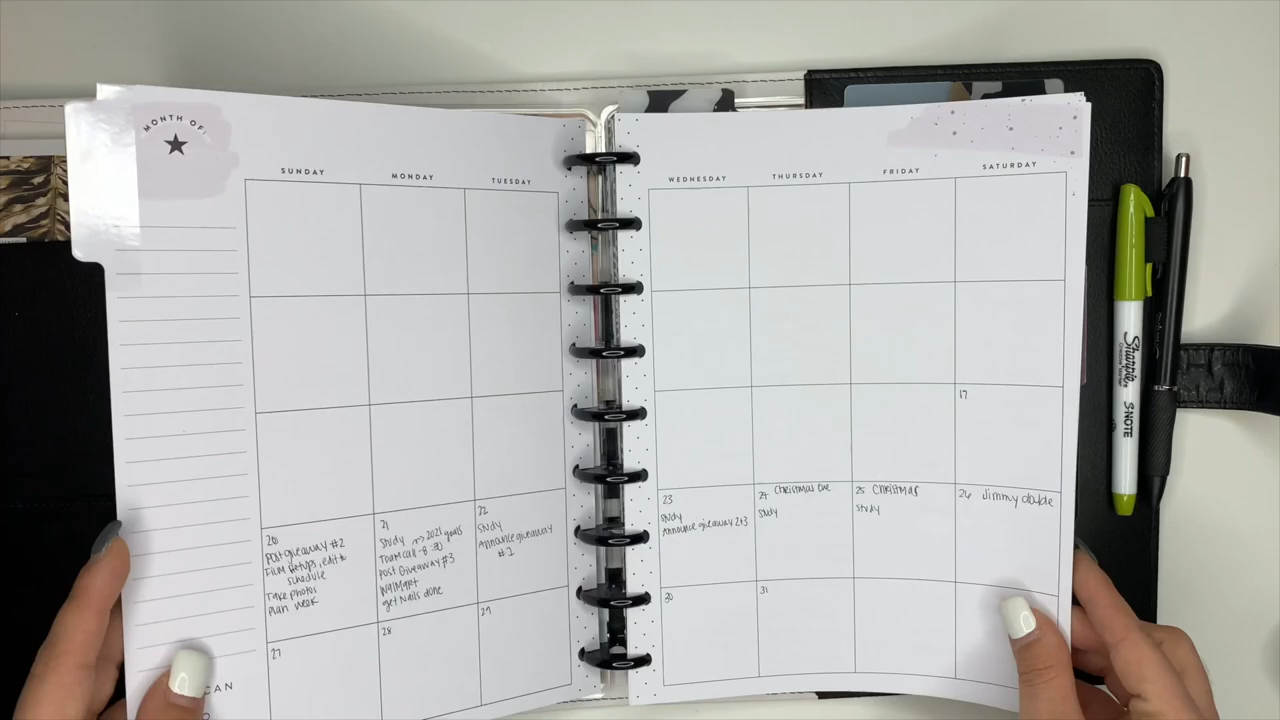 MONTH OF:
SUNDAY
MONDAY
TUESDAY
WEDNESDAY
THURSDAY
FRIDAY
SATURDAY
17
20
Post giveaway #2
Film
schedule
Take photos
Plan week
21
Study → 2021 goals
Team call - 8:30
Post Giveaway #3
Walmart
get Nails done
22
Study
Announce giveaway
#1
23
Study
Announce giveaway 2+3
24 Christmas Eve
Study
25 Christmas
Study
26 Jimmy
27
28
29
30
31
CAN
Sharpie
S·NOTE